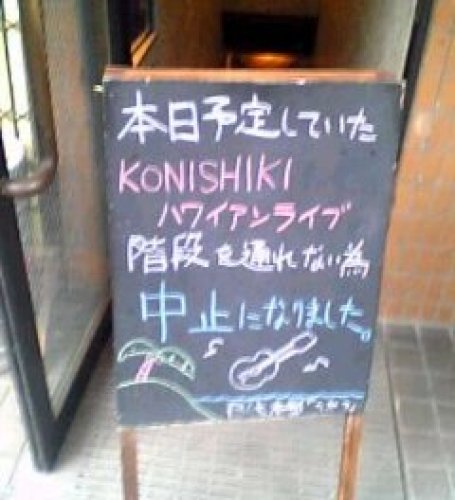 本日予定していた
KONISHIKI
ハワイアンライブ
階段を通れない為
中止になりました。